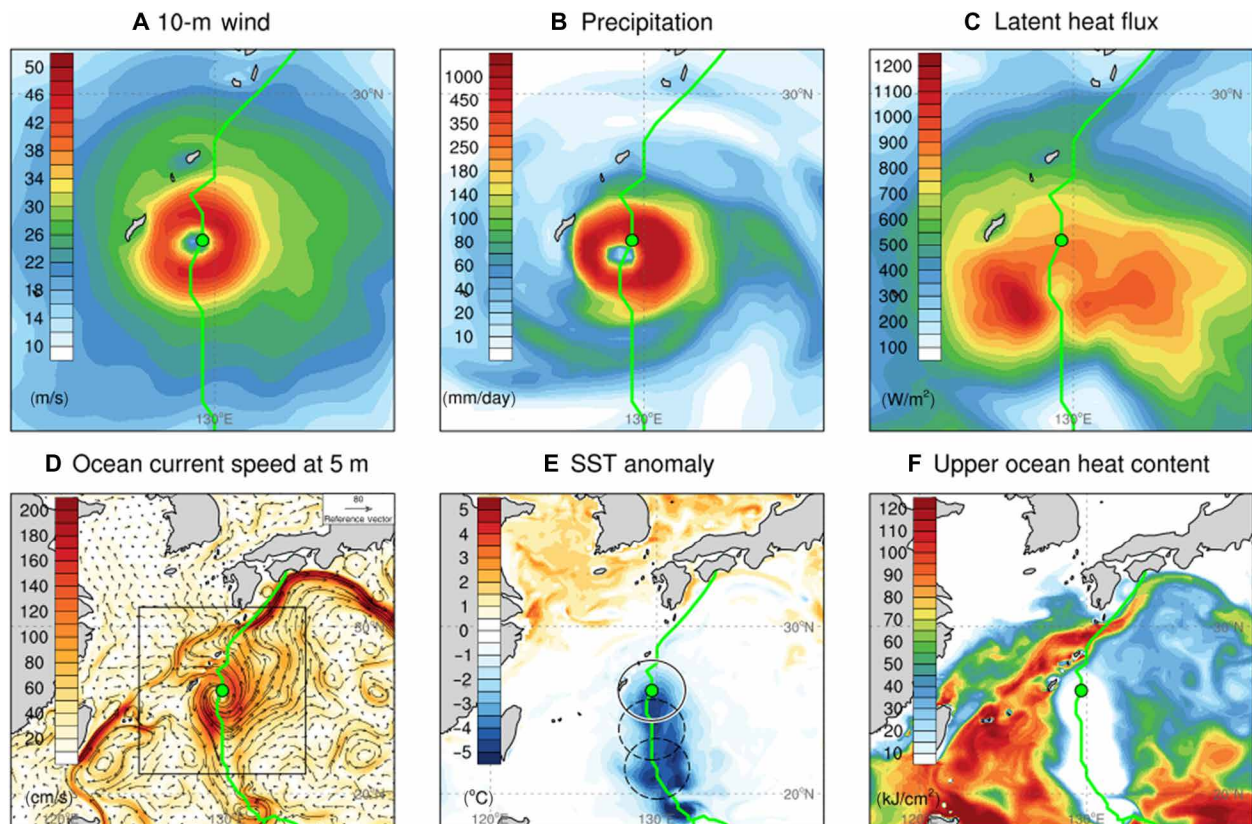 A 10-m wind
50
46
42
38
34
30
26
22
18
14
10
(m/s)
30°N
130°E
B Precipitation
1000
450
350
250
180
140
100
80
60
40
20
10
(mm/day)
30°N
130°E
C Latent heat flux
1200
1100
1000
900
800
700
600
500
400
300
200
100
(W/m²)
30°N
130°E
D Ocean current speed at 5 m
80
Reference vector
200
180
160
140
120
100
80
60
40
20
(cm/s)
30°N
20°N
120°E
130°E
E SST anomaly
5
4
3
2
1
0
−1
−2
−3
−4
−5
(°C)
30°N
20°N
120°E
130°E
F Upper ocean heat content
120
110
100
90
80
70
60
50
40
30
20
10
(kJ/cm²)
30°N
20°N
120°E
130°E